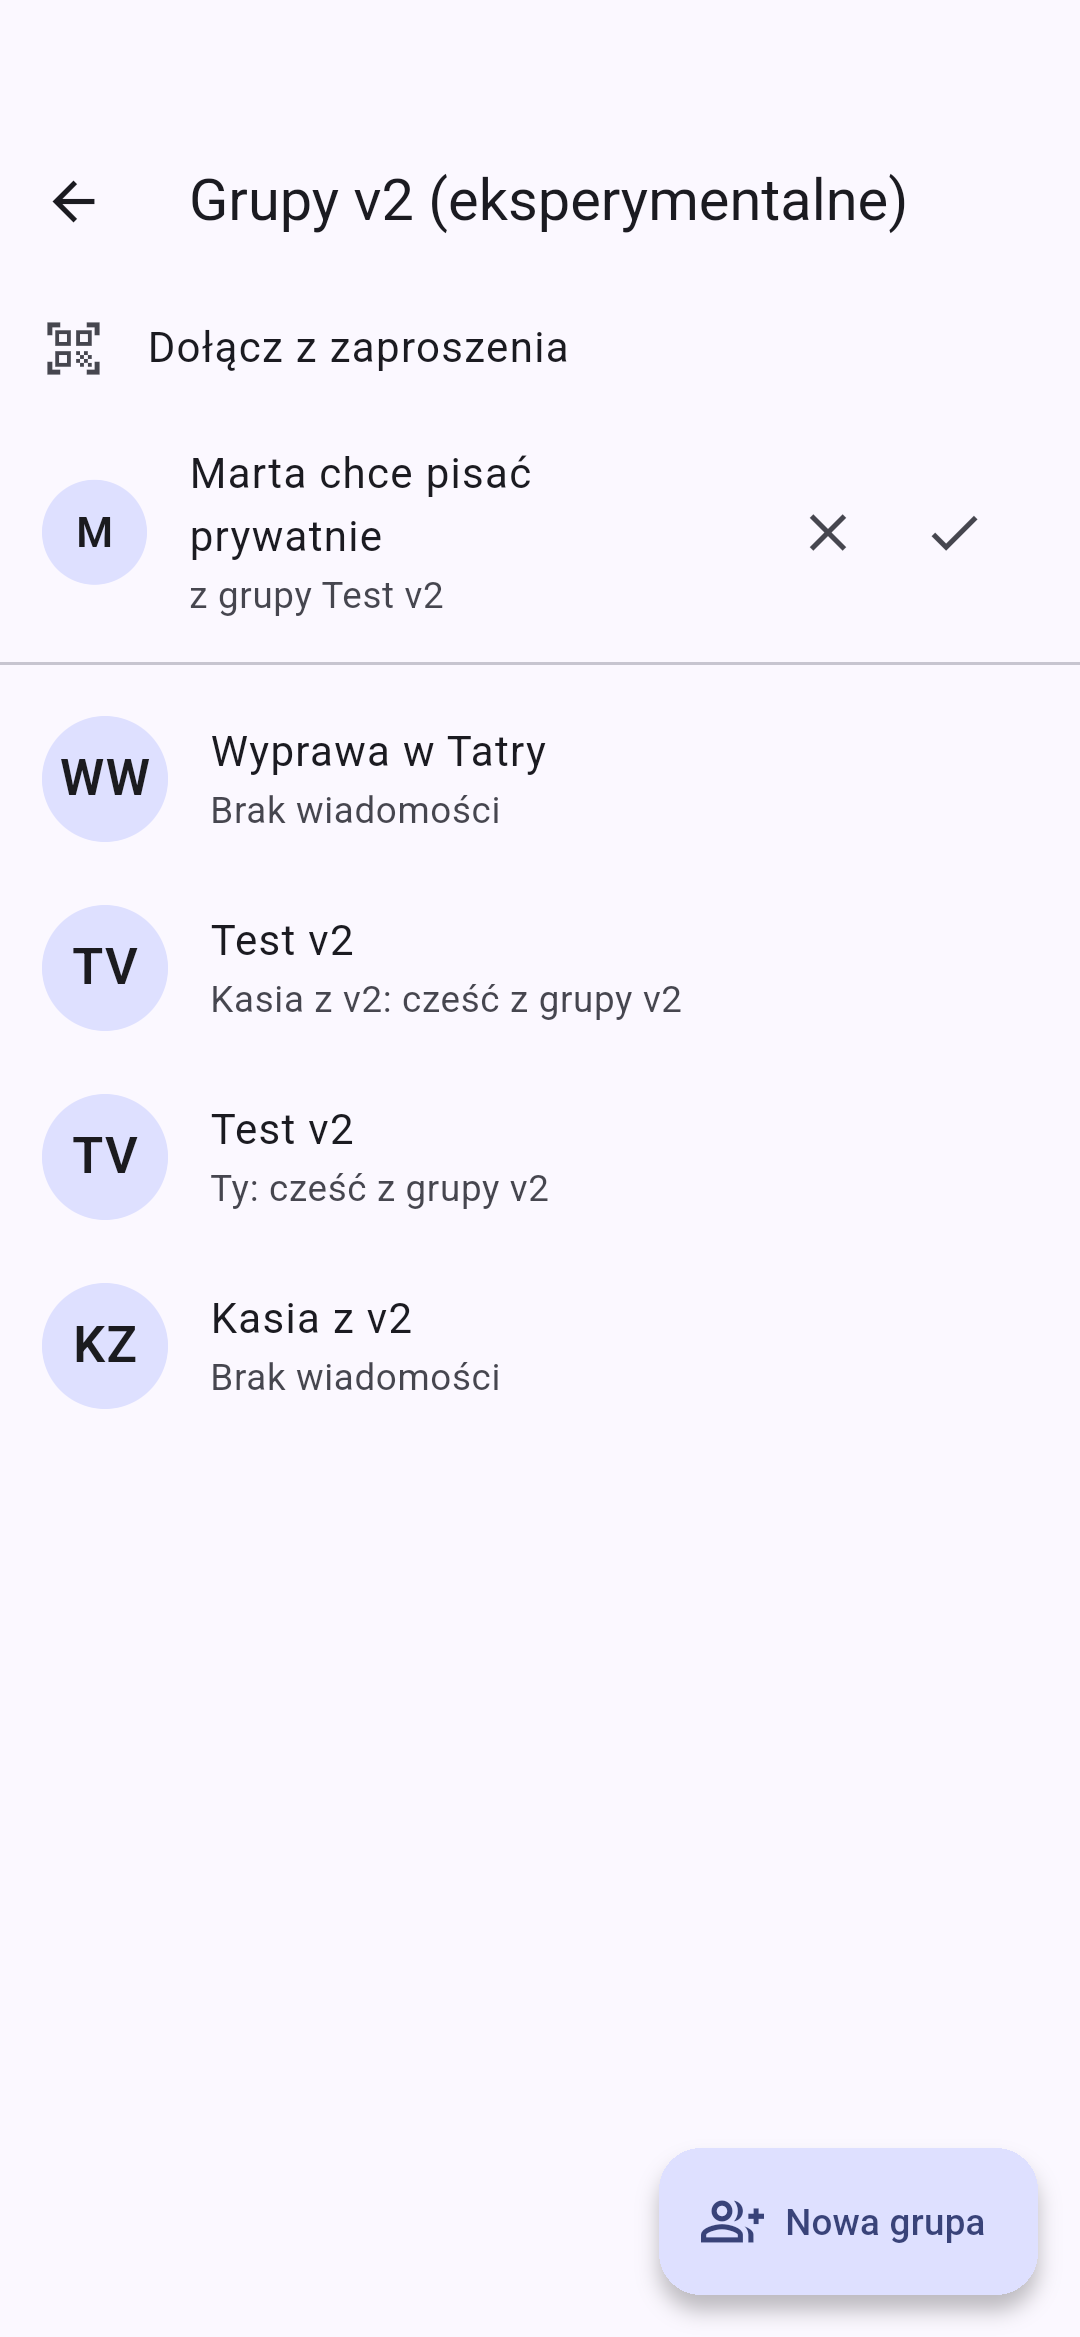 Grupy v2 (eksperymentalne)
Dołącz z zaproszenia
M
Marta chce pisać
prywatnie
z grupy Test v2
WW
Wyprawa w Tatry
Brak wiadomości
TV
Test v2
Kasia z v2: cześć z grupy v2
TV
Test v2
Ty: cześć z grupy v2
KZ
Kasia z v2
Brak wiadomości
Nowa grupa